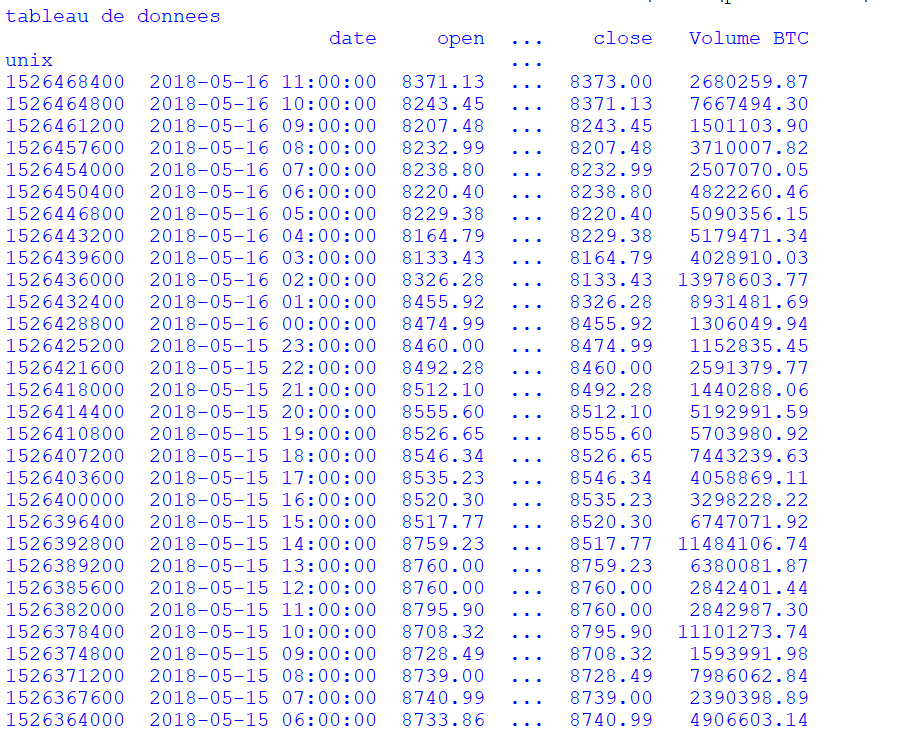 tableau de donnees
date open ... close Volume BTC
unix ...
1526468400 2018-05-16 11:00:00 8371.13 ... 8373.00 2680259.87
1526464800 2018-05-16 10:00:00 8243.45 ... 8371.13 7667494.30
1526461200 2018-05-16 09:00:00 8207.48 ... 8243.45 1501103.90
1526457600 2018-05-16 08:00:00 8232.99 ... 8207.48 3710007.82
1526454000 2018-05-16 07:00:00 8238.80 ... 8232.99 2507070.05
1526450400 2018-05-16 06:00:00 8220.40 ... 8238.80 4822260.46
1526446800 2018-05-16 05:00:00 8229.38 ... 8220.40 5090356.15
1526443200 2018-05-16 04:00:00 8164.79 ... 8229.38 5179471.34
1526439600 2018-05-16 03:00:00 8133.43 ... 8164.79 4028910.03
1526436000 2018-05-16 02:00:00 8326.28 ... 8133.43 13978603.77
1526432400 2018-05-16 01:00:00 8455.92 ... 8326.28 8931481.69
1526428800 2018-05-16 00:00:00 8474.99 ... 8455.92 1306049.94
1526425200 2018-05-15 23:00:00 8460.00 ... 8474.99 1152835.45
1526421600 2018-05-15 22:00:00 8492.28 ... 8460.00 2591379.77
1526418000 2018-05-15 21:00:00 8512.10 ... 8492.28 1440288.06
1526414400 2018-05-15 20:00:00 8555.60 ... 8512.10 5192991.59
1526410800 2018-05-15 19:00:00 8526.65 ... 8555.60 5703980.92
1526407200 2018-05-15 18:00:00 8546.34 ... 8526.65 7443239.63
1526403600 2018-05-15 17:00:00 8535.23 ... 8546.34 4058869.11
1526400000 2018-05-15 16:00:00 8520.30 ... 8535.23 3298228.22
1526396400 2018-05-15 15:00:00 8517.77 ... 8520.30 6747071.92
1526392800 2018-05-15 14:00:00 8759.23 ... 8517.77 11484106.74
1526389200 2018-05-15 13:00:00 8760.00 ... 8759.23 6380081.87
1526385600 2018-05-15 12:00:00 8760.00 ... 8760.00 2842401.44
1526382000 2018-05-15 11:00:00 8795.90 ... 8760.00 2842987.30
1526378400 2018-05-15 10:00:00 8708.32 ... 8795.90 11101273.74
1526374800 2018-05-15 09:00:00 8728.49 ... 8708.32 1593991.98
1526371200 2018-05-15 08:00:00 8739.00 ... 8728.49 7986062.84
1526367600 2018-05-15 07:00:00 8740.99 ... 8739.00 2390398.89
1526364000 2018-05-15 06:00:00 8733.86 ... 8740.99 4906603.14